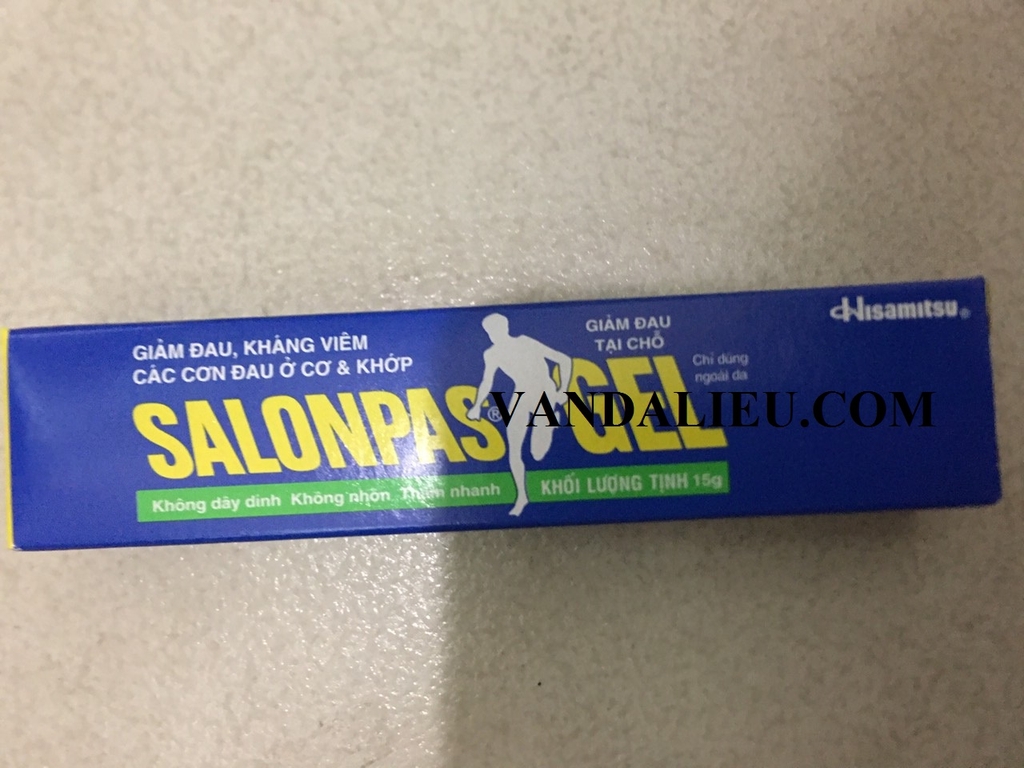 GIẢM ĐAU, KHÁNG VIÊM
CÁC CƠN ĐAU Ở CƠ & KHỚP
GIẢM ĐAU
TẠI CHỖ
Chỉ dùng
ngoài da
Hisamitsu®
SALONPAS® GEL
VANDALIEU.COM
Không dây dính Không nhờn Thấm nhanh
KHỐI LƯỢNG TỊNH 15g